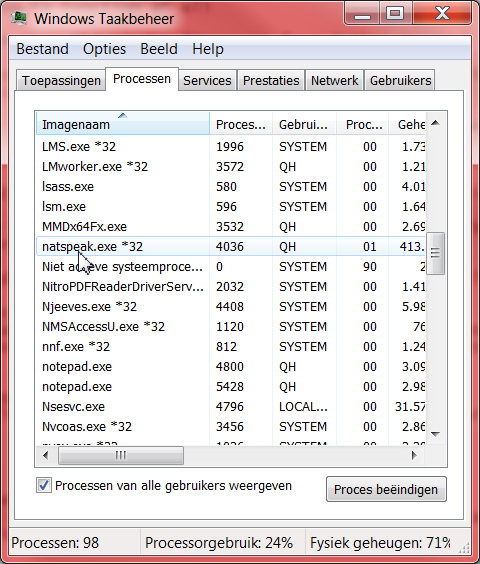 Windows Taakbeheer
Bestand Opties Beeld Help
Toepassingen Processen Services Prestaties Netwerk Gebruikers
Imagenaam Proces... Gebrui... Proc... Gehe
LMS.exe *32 1996 SYSTEM 00 1.73
LMworker.exe *32 3572 QH 00 1.21
lsass.exe 580 SYSTEM 00 4.01
lsm.exe 596 SYSTEM 00 1.64
MMDx64Fx.exe 3532 QH 00 2.69
natspeak.exe *32 4036 QH 01 413.
Niet actieve systeemproce... 0 SYSTEM 90 2
NitroPDFReaderDriverServ... 2032 SYSTEM 00 1.41
Njeeves.exe *32 4408 SYSTEM 00 5.98
NMSAccessU.exe *32 1120 SYSTEM 00 76
nnf.exe *32 812 SYSTEM 00 1.24
notepad.exe 4800 QH 00 3.09
notepad.exe 5428 QH 00 2.98
Nsesvc.exe 4796 LOCAL... 00 31.57
Nvcoas.exe *32 3456 SYSTEM 00 2.86
Processen van alle gebruikers weergeven
Proces beëindigen
Processen: 98 Processorgebruik: 24% Fysiek geheugen: 71%